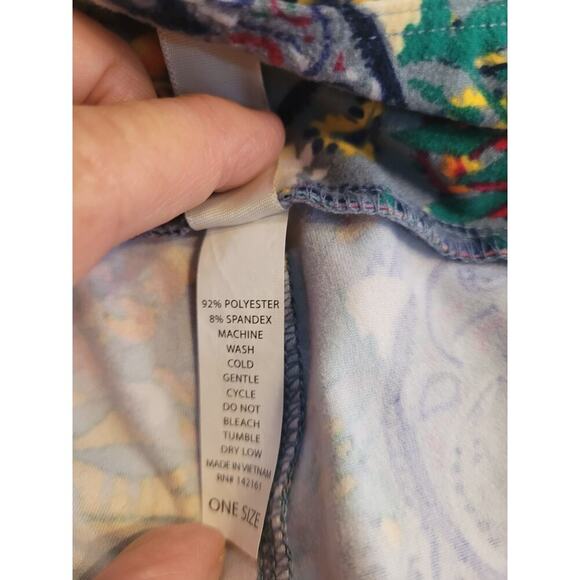 92% POLYESTER
8% SPANDEX
MACHINE
WASH
COLD
GENTLE
CYCLE
DO NOT
BLEACH
TUMBLE
DRY LOW
MADE IN VIETNAM
RN# 142161
ONE SIZE